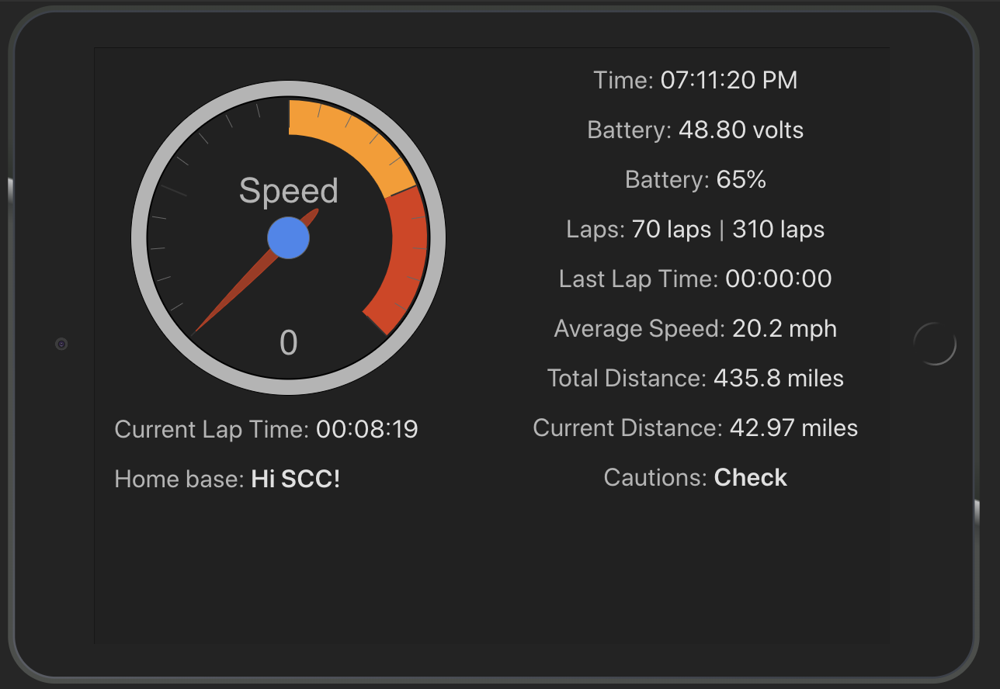 Speed
0
Current Lap Time: 00:08:19
Home base: Hi SCC!
Time: 07:11:20 PM
Battery: 48.80 volts
Battery: 65%
Laps: 70 laps | 310 laps
Last Lap Time: 00:00:00
Average Speed: 20.2 mph
Total Distance: 435.8 miles
Current Distance: 42.97 miles
Cautions: Check